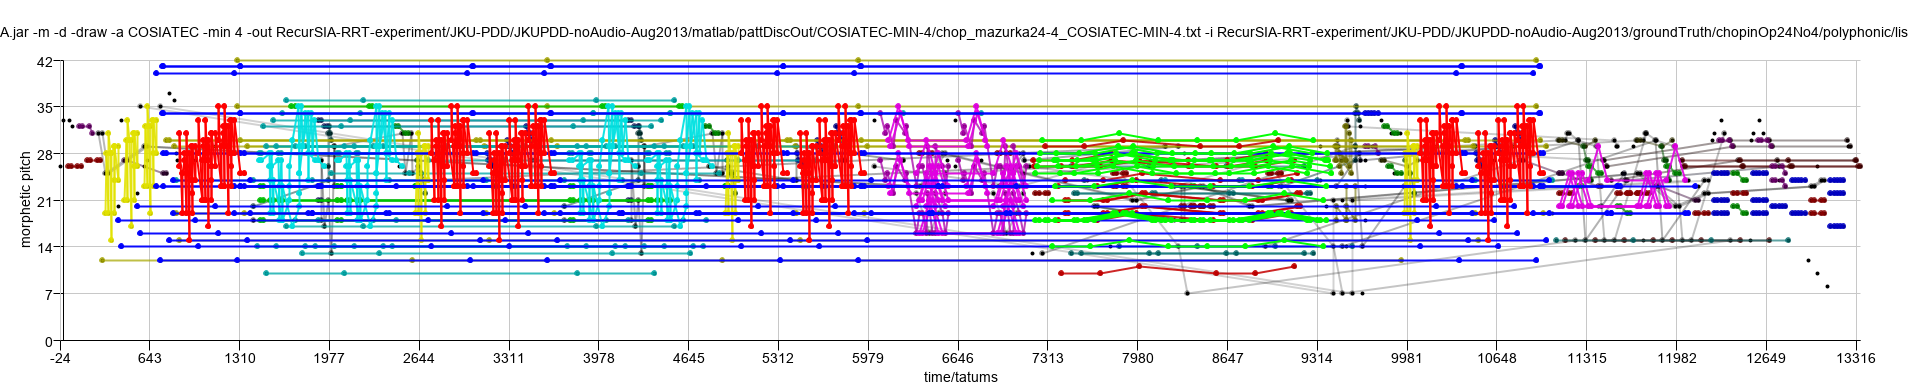 A.jar -m -d -draw -a COSIATEC -min 4 -out RecurSIA-RRT-experiment/JKU-PDD/JKUPDD-noAudio-Aug2013/matlab/pattDiscOut/COSIATEC-MIN-4/chop_mazurka24-4_COSIATEC-MIN-4.txt -i RecurSIA-RRT-experiment/JKU-PDD/JKUPDD-noAudio-Aug2013/groundTruth/chopinOp24No4/polyphonic/lis
42
35
28
21
14
7
0
morphetic pitch
-24 643 1310 1977 2644 3311 3978 4645 5312 5979 6646 7313 7980 8647 9314 9981 10648 11315 11982 12649 13316
time/tatums